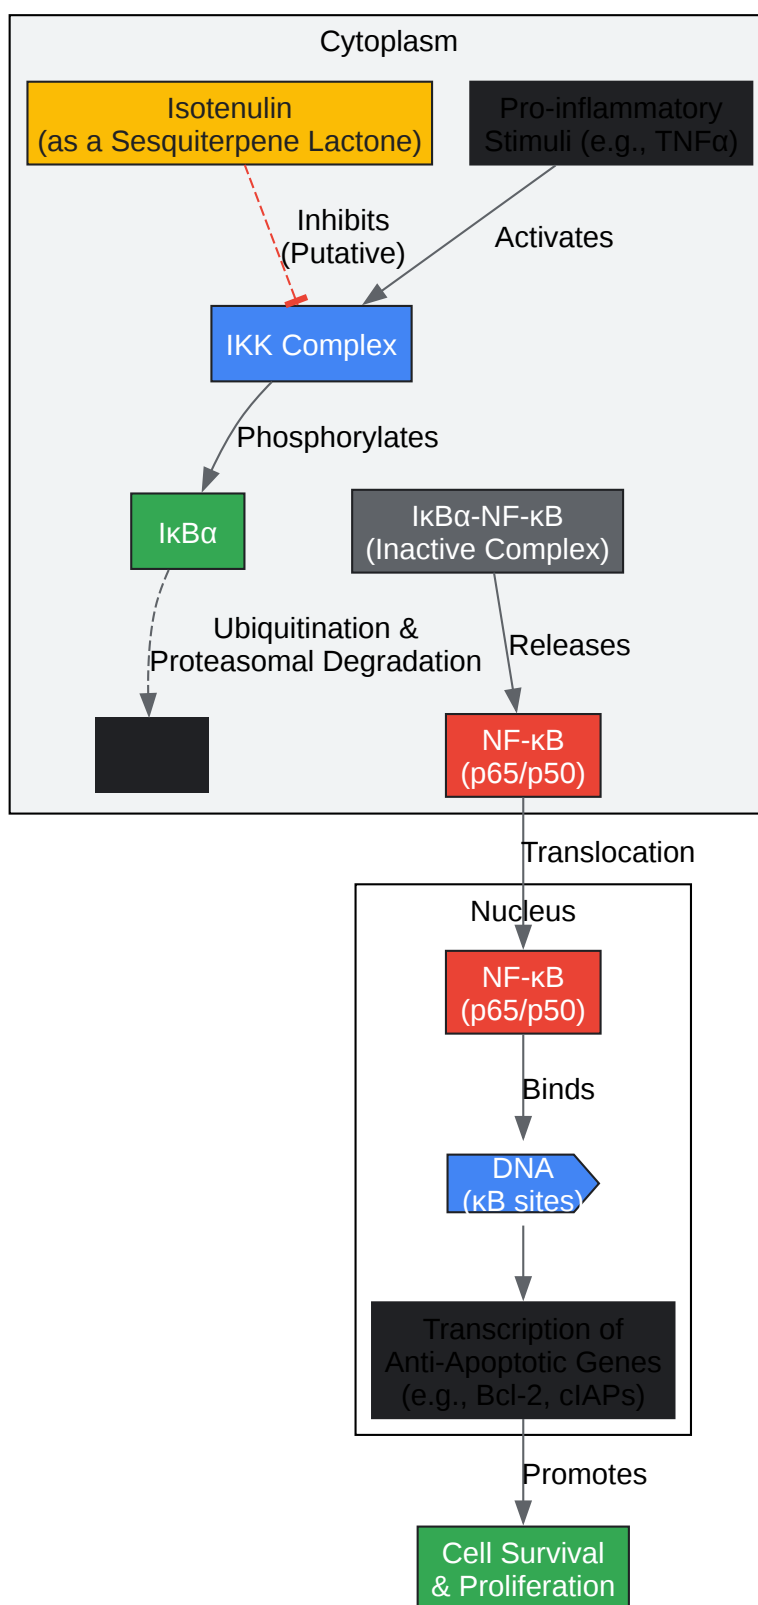 Cytoplasm
Isotenulin
(as a Sesquiterpene Lactone)
Pro-inflammatory
Stimuli (e.g., TNFα)
Inhibits
(Putative)
Activates
IKK Complex
Phosphorylates
IκBα
IκBα-NF-κB
(Inactive Complex)
Ubiquitination &
Proteasomal Degradation
Releases
NF-κB
(p65/p50)
Translocation
Nucleus
NF-κB
(p65/p50)
Binds
DNA
(κB sites)
Transcription of
Anti-Apoptotic Genes
(e.g., Bcl-2, cIAPs)
Promotes
Cell Survival
& Proliferation